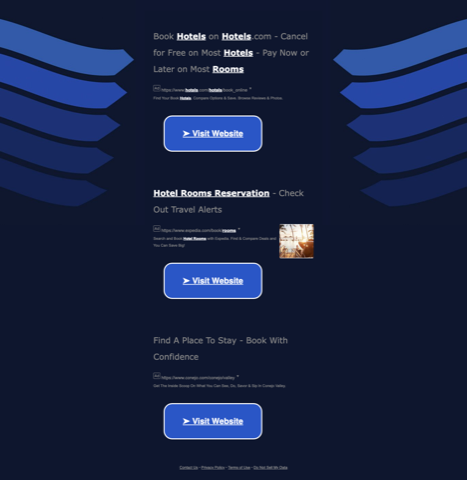 Book Hotels on Hotels.com - Cancel
for Free on Most Hotels - Pay Now or
Later on Most Rooms
Ad https://www.hotels.com/hotels/book_online
Find Your Book Hotels. Compare Options & Save. Browse Reviews & Photos.
➤ Visit Website
Hotel Rooms Reservation - Check
Out Travel Alerts
Ad https://www.expedia.com/book/rooms
Search and Book Hotel Rooms with Expedia. Find & Compare Deals and
You Can Save Big!
➤ Visit Website
Find A Place To Stay - Book With
Confidence
Ad https://www.conejo.com/conejo/valley
Get The Inside Scoop On What You Can See, Do, Savor & Sip In Conejo Valley.
➤ Visit Website
Contact Us - Privacy Policy - Terms of Use - Do Not Sell My Data